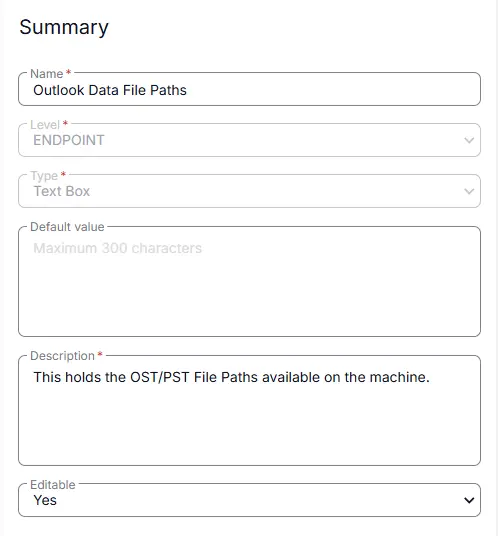 Summary
Name *
Outlook Data File Paths
Level *
ENDPOINT
Type *
Text Box
Default value
Maximum 300 characters
Description *
This holds the OST/PST File Paths available on the machine.
Editable
Yes